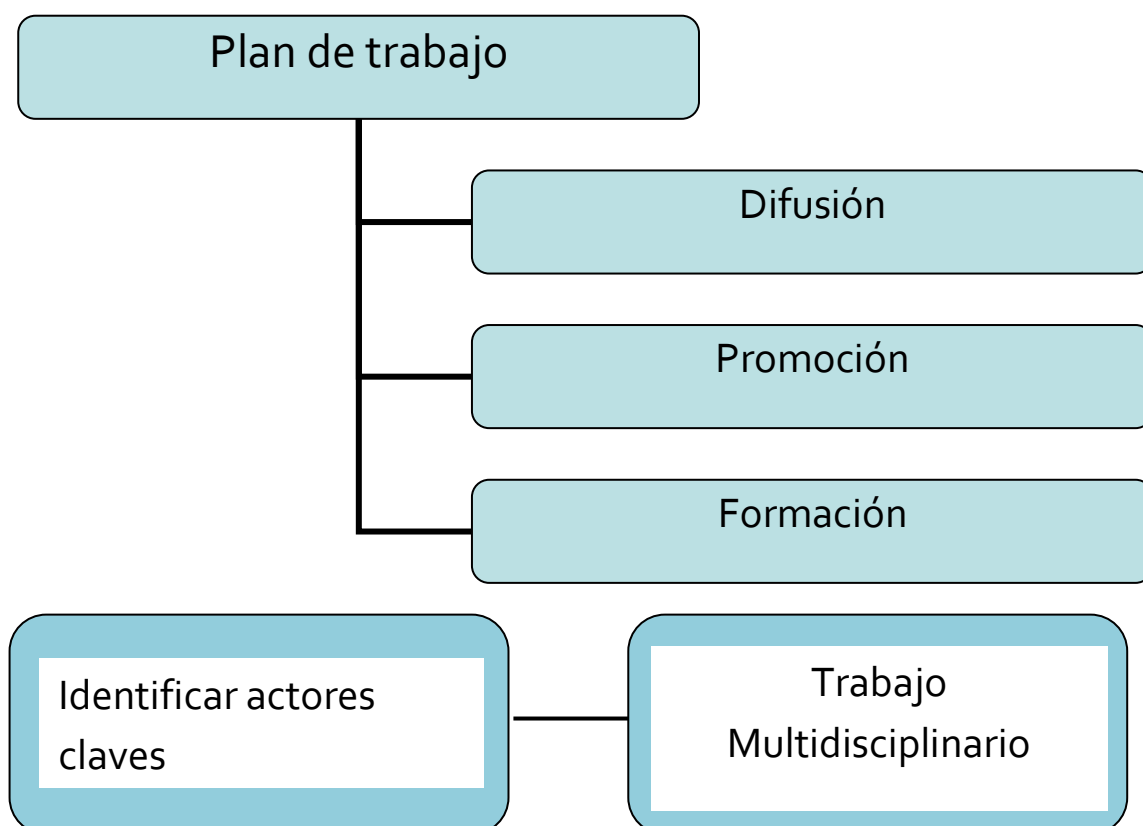 Plan de trabajo
Difusión
Promoción
Formación
Identificar actores
claves
Trabajo
Multidisciplinario